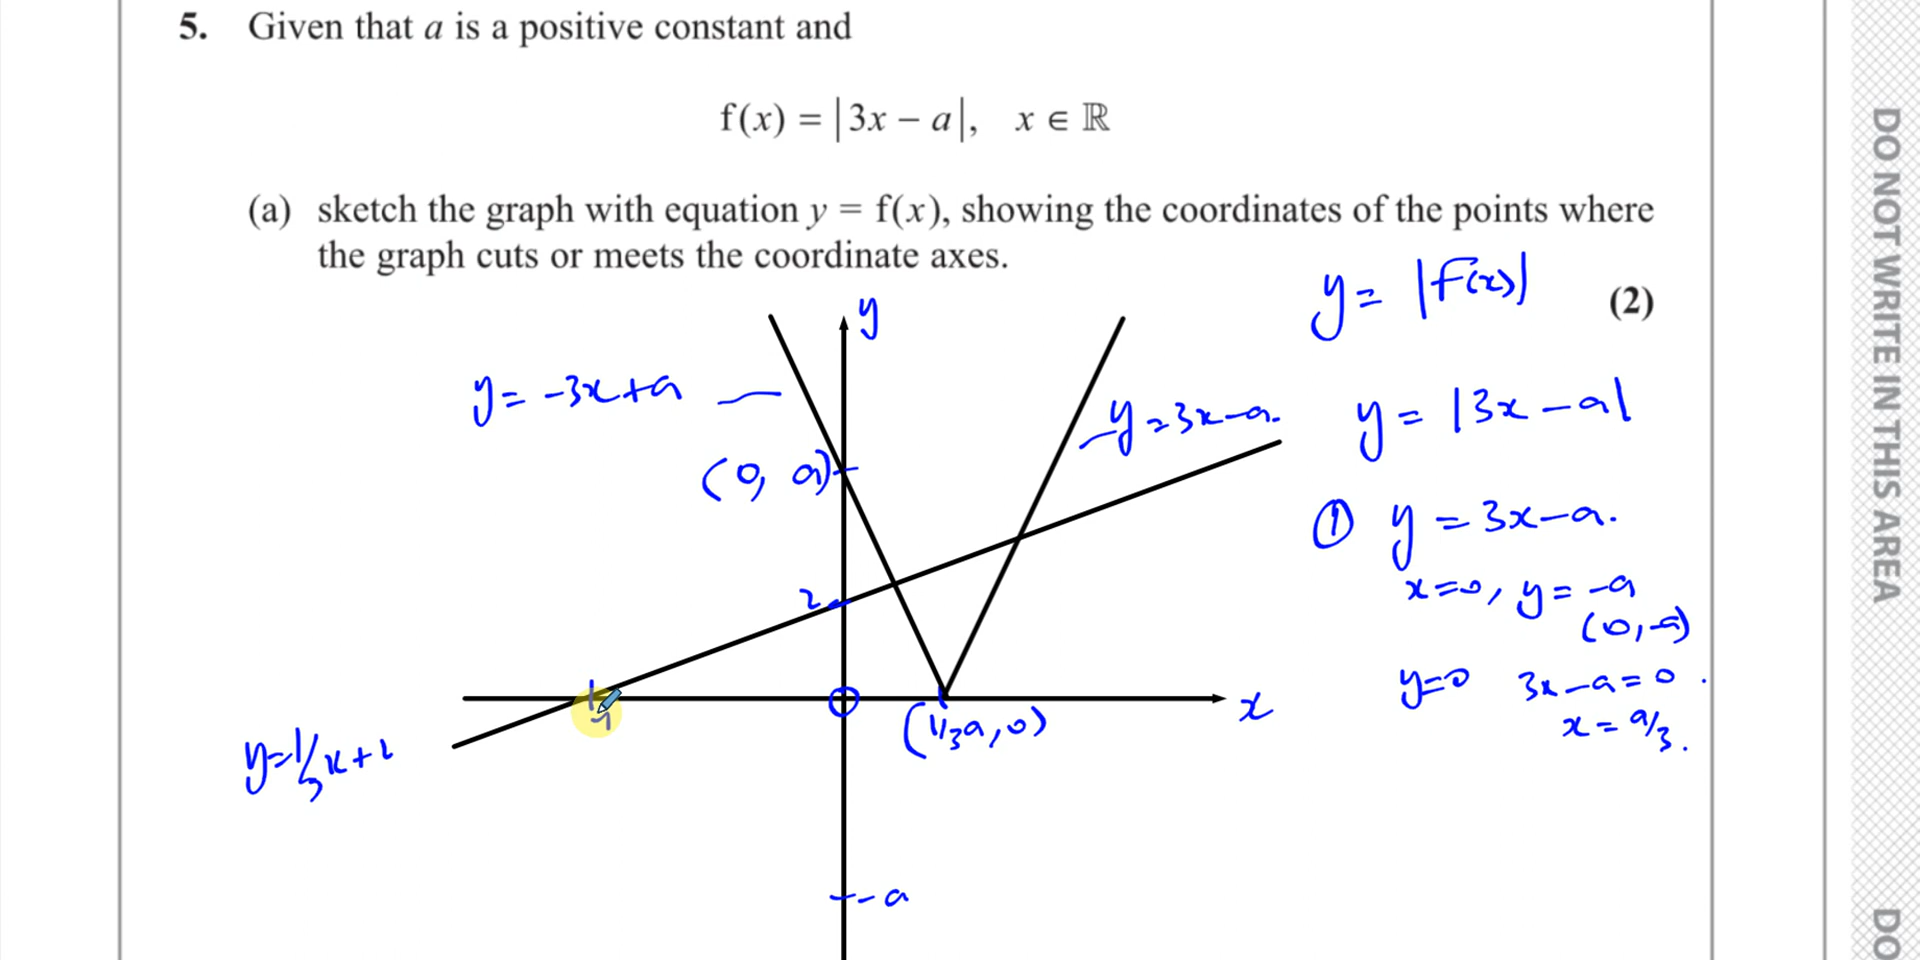 5. Given that a is a positive constant and
f(x) = |3x − a|, x ∈ ℝ
(a) sketch the graph with equation y = f(x), showing the coordinates of the points where
the graph cuts or meets the coordinate axes.
(2)
y = |f(x)|
y
y = -3x+a
y = 3x-a.
y = |3x-a|
(0, a)
① y = 3x-a.
x=0, y = -a
(0,-a)
2
y=0 3x-a=0.
x = a/3.
O
(1/3a,0)
x
y=1/3x+2
-a
DO NOT WRITE IN THIS AREA
DO